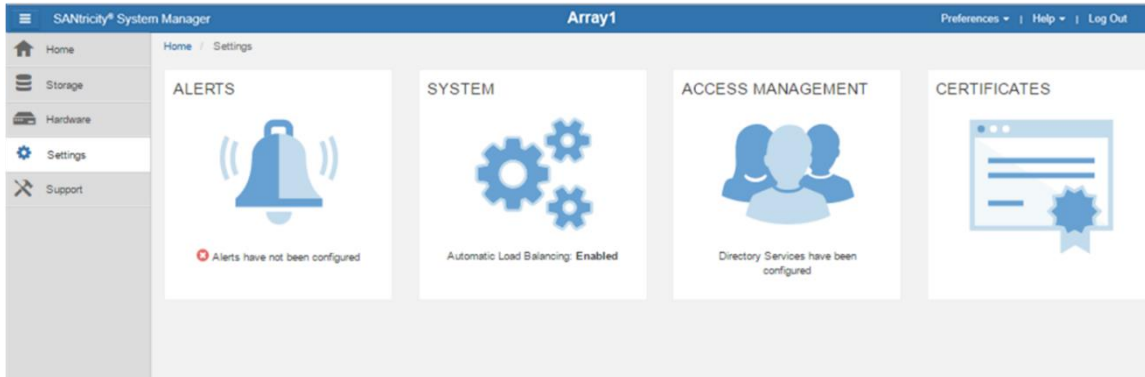 SANtricity® System Manager
Array1
Preferences | Help | Log Out
Home
Storage
Hardware
Settings
Support
Home / Settings
ALERTS
Alerts have not been configured
SYSTEM
Automatic Load Balancing: Enabled
ACCESS MANAGEMENT
Directory Services have been
configured
CERTIFICATES